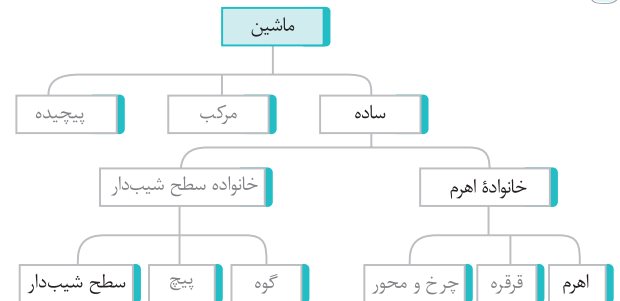 ماشین
ساده
مرکب
پیچیده
خانوادهٔ اهرم
خانواده سطح شیب‌دار
اهرم
قرقره
چرخ و محور
گوه
پیچ
سطح شیب‌دار